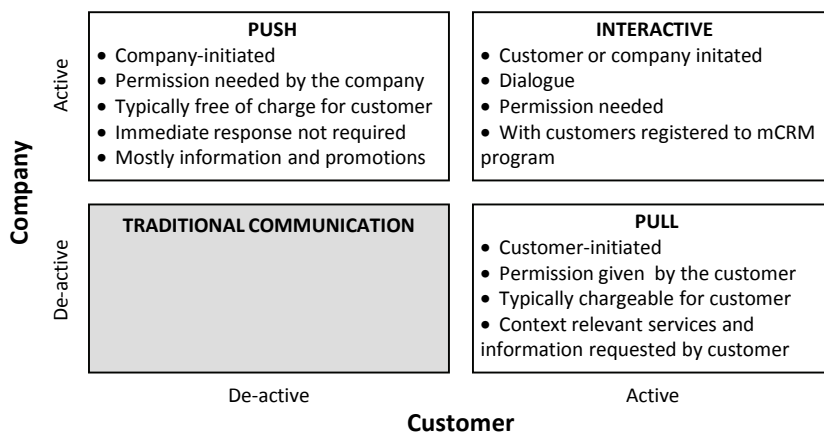 PUSH
• Company-initiated
• Permission needed by the company
• Typically free of charge for customer
• Immediate response not required
• Mostly information and promotions
INTERACTIVE
• Customer or company initated
• Dialogue
• Permission needed
• With customers registered to mCRM
program
TRADITIONAL COMMUNICATION
PULL
• Customer-initiated
• Permission given by the customer
• Typically chargeable for customer
• Context relevant services and
information requested by customer
Company
Active
De-active
De-active
Active
Customer